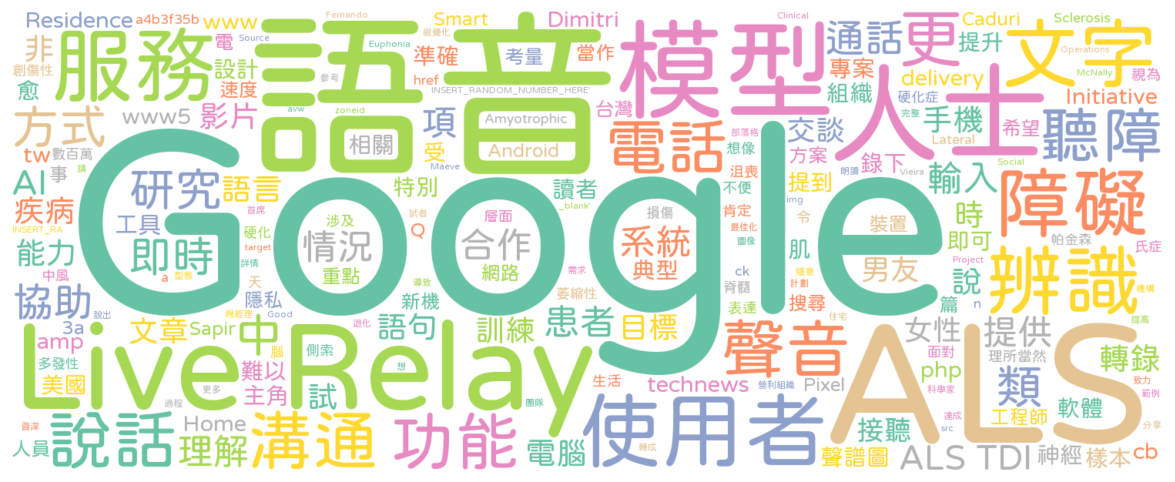 Residence
a4b3f35b
www
Smart
Dimitri
通話
更
Caduri
Sclerosis
文字
非
服務
電
語音
Source
Fernando
視覺化
Euphonia
準確
考量
當作
模型
提升
Operations
創傷性
設計
速度
href
參考
專案
人士
delivery
McNally
視為
愈
www5
影片
zoneid
avw
INSERT_RANDOM_NUMBER_HERE'
台灣
組織
硬化症
完整
Initiative
方式
相關
項
Amyotrophic
Android
電話
部落格
想像
交談
手機
希望
聽障
tw
數百萬
事
請
受
Maeve
沮喪
方案
錄下
Lateral
Social
AI
研究
語言
特別
讀者
不便
提到
朗讀
Vieira
輸入
障礙
疾病
INSERT_RA
工具
首席
涉及
試者
_blank'
層面
損傷
肯定
最佳化
img
令
裝置
時
帕金森
氏症
能力
即時
硬化
target
Google
情況
合作
系統
圖像
肌
即可
中風
a
型態
詳情
重點
Q
網路
需求
典型
ck
隨意
男友
說
Project
辨識
機構
協助
脫出
天
隱私
導致
新機
萎縮性
脊髓
表達
計劃
搜尋
篇
n
3a
文章
Sapir
總經理
Good
退化
語句
訓練
患者
目標
住宅
女性
提供
提高
amp
中
腦
Live Relay
聲音
ALS
多發性
側索
想
面對
理所當然
轉錄
美國
難以
主角
更多
試
生活
technews
營利組織
Pixel
php
類
致力
過程
團隊
科學家
範例
資深
Home
使用者
達成
工程師
軟體
人員
說話
理解
溝通
功能
電腦
轉成
接聽
src
分享
聲譜圖
ALS TDI
神經
樣本
cb
Clinical